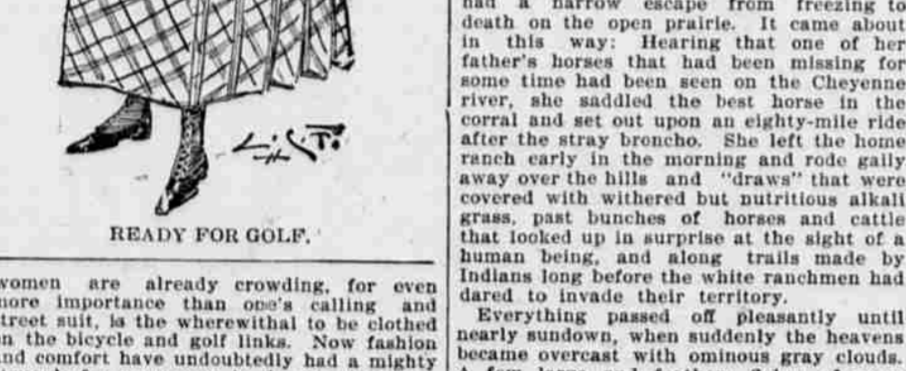 READY FOR GOLF.
women are already crowding, for even
more importance than one's calling and
street suit, is the wherewithal to be clothed
on the bicycle and golf links. Now fashion
and comfort have undoubtedly had a mighty
had a narrow escape from freezing to
death on the open prairie. It came about
in this way: Hearing that one of her
father's horses that had been missing for
some time had been seen on the Cheyenne
river, she saddled the best horse in the
corral and set out upon an eighty-mile ride
after the stray broncho. She left the home
ranch early in the morning and rode gaily
away over the hills and "draws" that were
covered with withered but nutritious alkali
grass, past bunches of horses and cattle
that looked up in surprise at the sight of a
human being, and along trails made by
Indians long before the white ranchmen had
dared to invade their territory.
Everything passed off pleasantly until
nearly sundown, when suddenly the heavens
became overcast with ominous gray clouds.